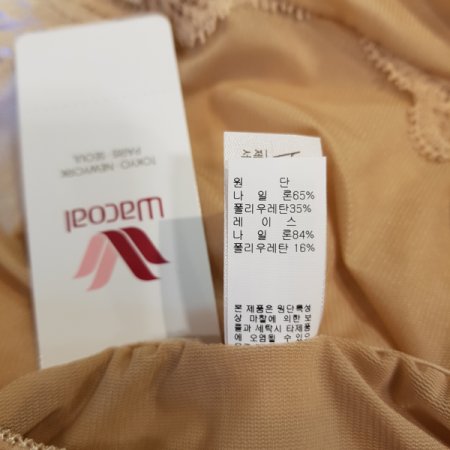 Wacoal
TOKYO · NEWYORK
PARIS · SEOUL
원 단
나 일 론65%
폴리우레탄35%
레 이 스
나 일 론84%
폴리우레탄 16%
본 제품은 원단특성
상 마찰에 의한 보
풀과 세탁시 타제품
에 오염될 수 있으